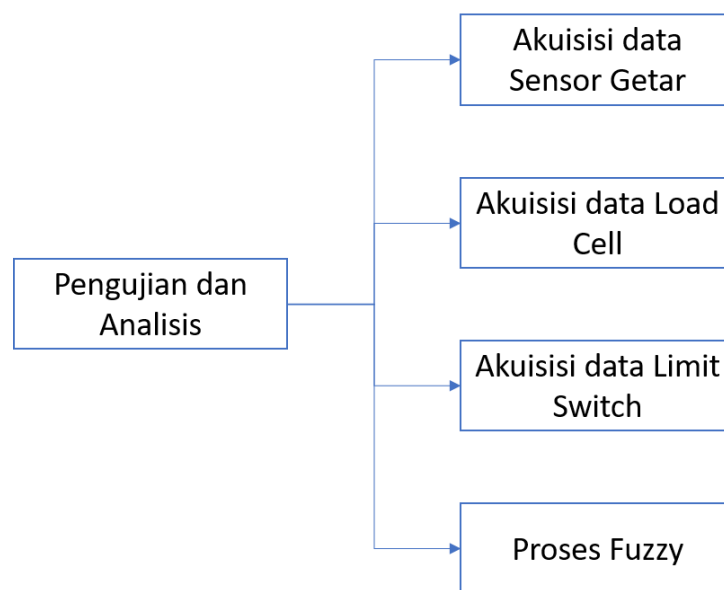 Akuisisi data
Sensor Getar
Akuisisi data Load
Cell
Pengujian dan
Analisis
Akuisisi data Limit
Switch
Proses Fuzzy